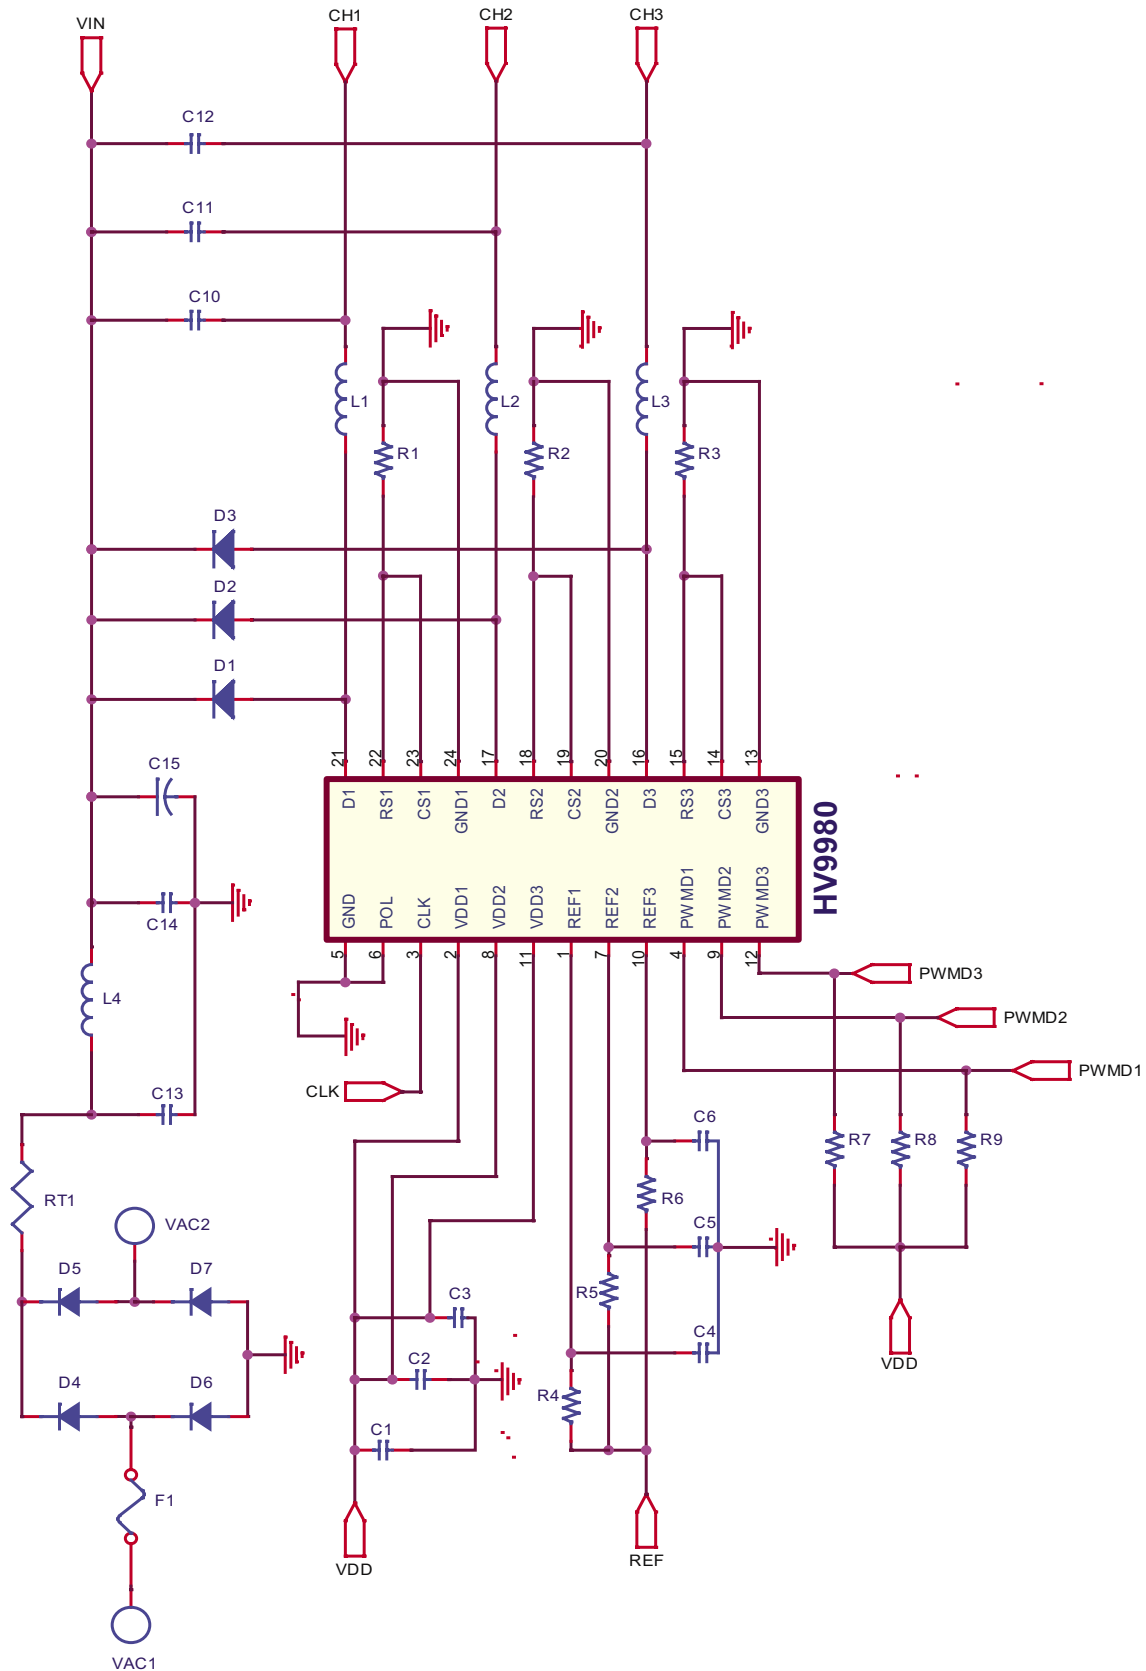 VIN
CH1
CH2
CH3
C12
C11
C10
L1
L2
L3
R1
R2
R3
D3
D2
D1
C15
21
22
23
24
17
18
19
20
16
15
14
13
D1
RS1
CS1
GND1
D2
RS2
CS2
GND2
D3
RS3
CS3
GND3
HV9980
GND
POL
CLK
VDD1
VDD2
VDD3
REF1
REF2
REF3
PWMD1
PWMD2
PWMD3
5
6
3
2
8
11
1
7
10
4
9
12
C14
L4
PWMD3
PWMD2
PWMD1
CLK
C13
C6
R7
R8
R9
RT1
R6
VAC2
C5
D5
D7
R5
C3
C4
C2
VDD
D4
D6
R4
C1
F1
VDD
REF
VAC1